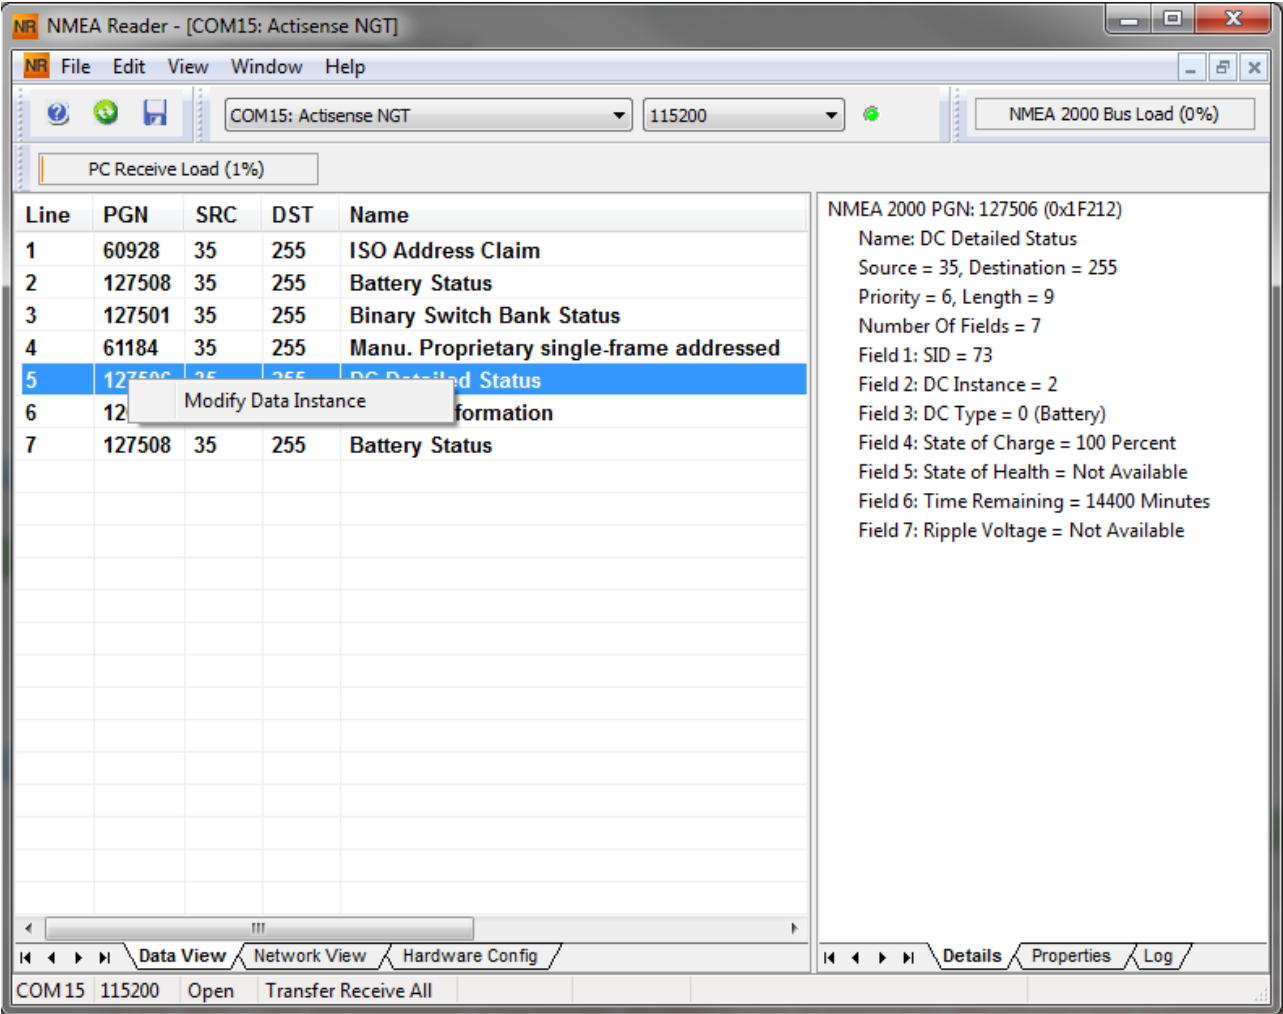 NR NMEA Reader - [COM15: Actisense NGT]
NR File Edit View Window Help
COM15: Actisense NGT 115200 NMEA 2000 Bus Load (0%)
PC Receive Load (1%)
Line PGN SRC DST Name
1 60928 35 255 ISO Address Claim
2 127508 35 255 Battery Status
3 127501 35 255 Binary Switch Bank Status
4 61184 35 255 Manu. Proprietary single-frame addressed
5 127506 35 255 DC Detailed Status
Modify Data Instance
6 12 formation
7 127508 35 255 Battery Status
NMEA 2000 PGN: 127506 (0x1F212)
Name: DC Detailed Status
Source = 35, Destination = 255
Priority = 6, Length = 9
Number Of Fields = 7
Field 1: SID = 73
Field 2: DC Instance = 2
Field 3: DC Type = 0 (Battery)
Field 4: State of Charge = 100 Percent
Field 5: State of Health = Not Available
Field 6: Time Remaining = 14400 Minutes
Field 7: Ripple Voltage = Not Available
Data View Network View Hardware Config
Details Properties Log
COM 15 115200 Open Transfer Receive All